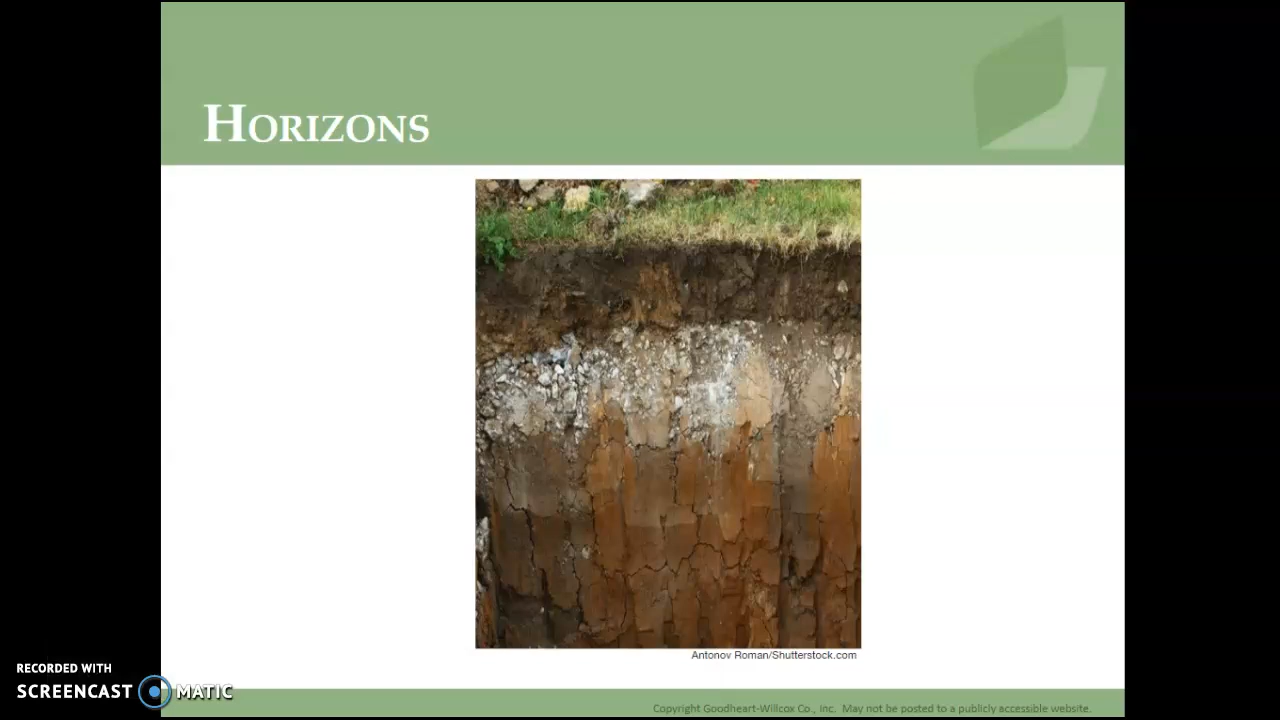 HORIZONS
Antonov Roman/Shutterstock.com
RECORDED WITH
SCREENCAST MATIC
Copyright Goodheart-Willcox Co., Inc. May not be posted to a publicly accessible website.